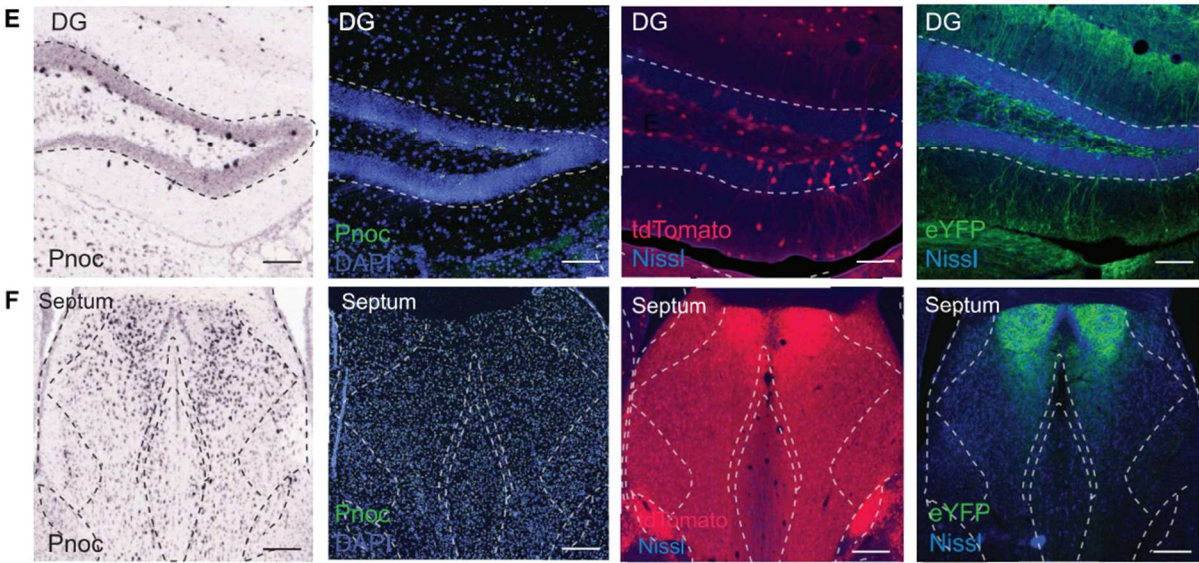 E
DG
Pnoc
DG
Pnoc
DAPI
DG
E
tdTomato
Nissl
DG
eYFP
Nissl
F
Septum
Pnoc
Septum
Pnoc
DAPI
Septum
tdTomato
Nissl
Septum
eYFP
Nissl